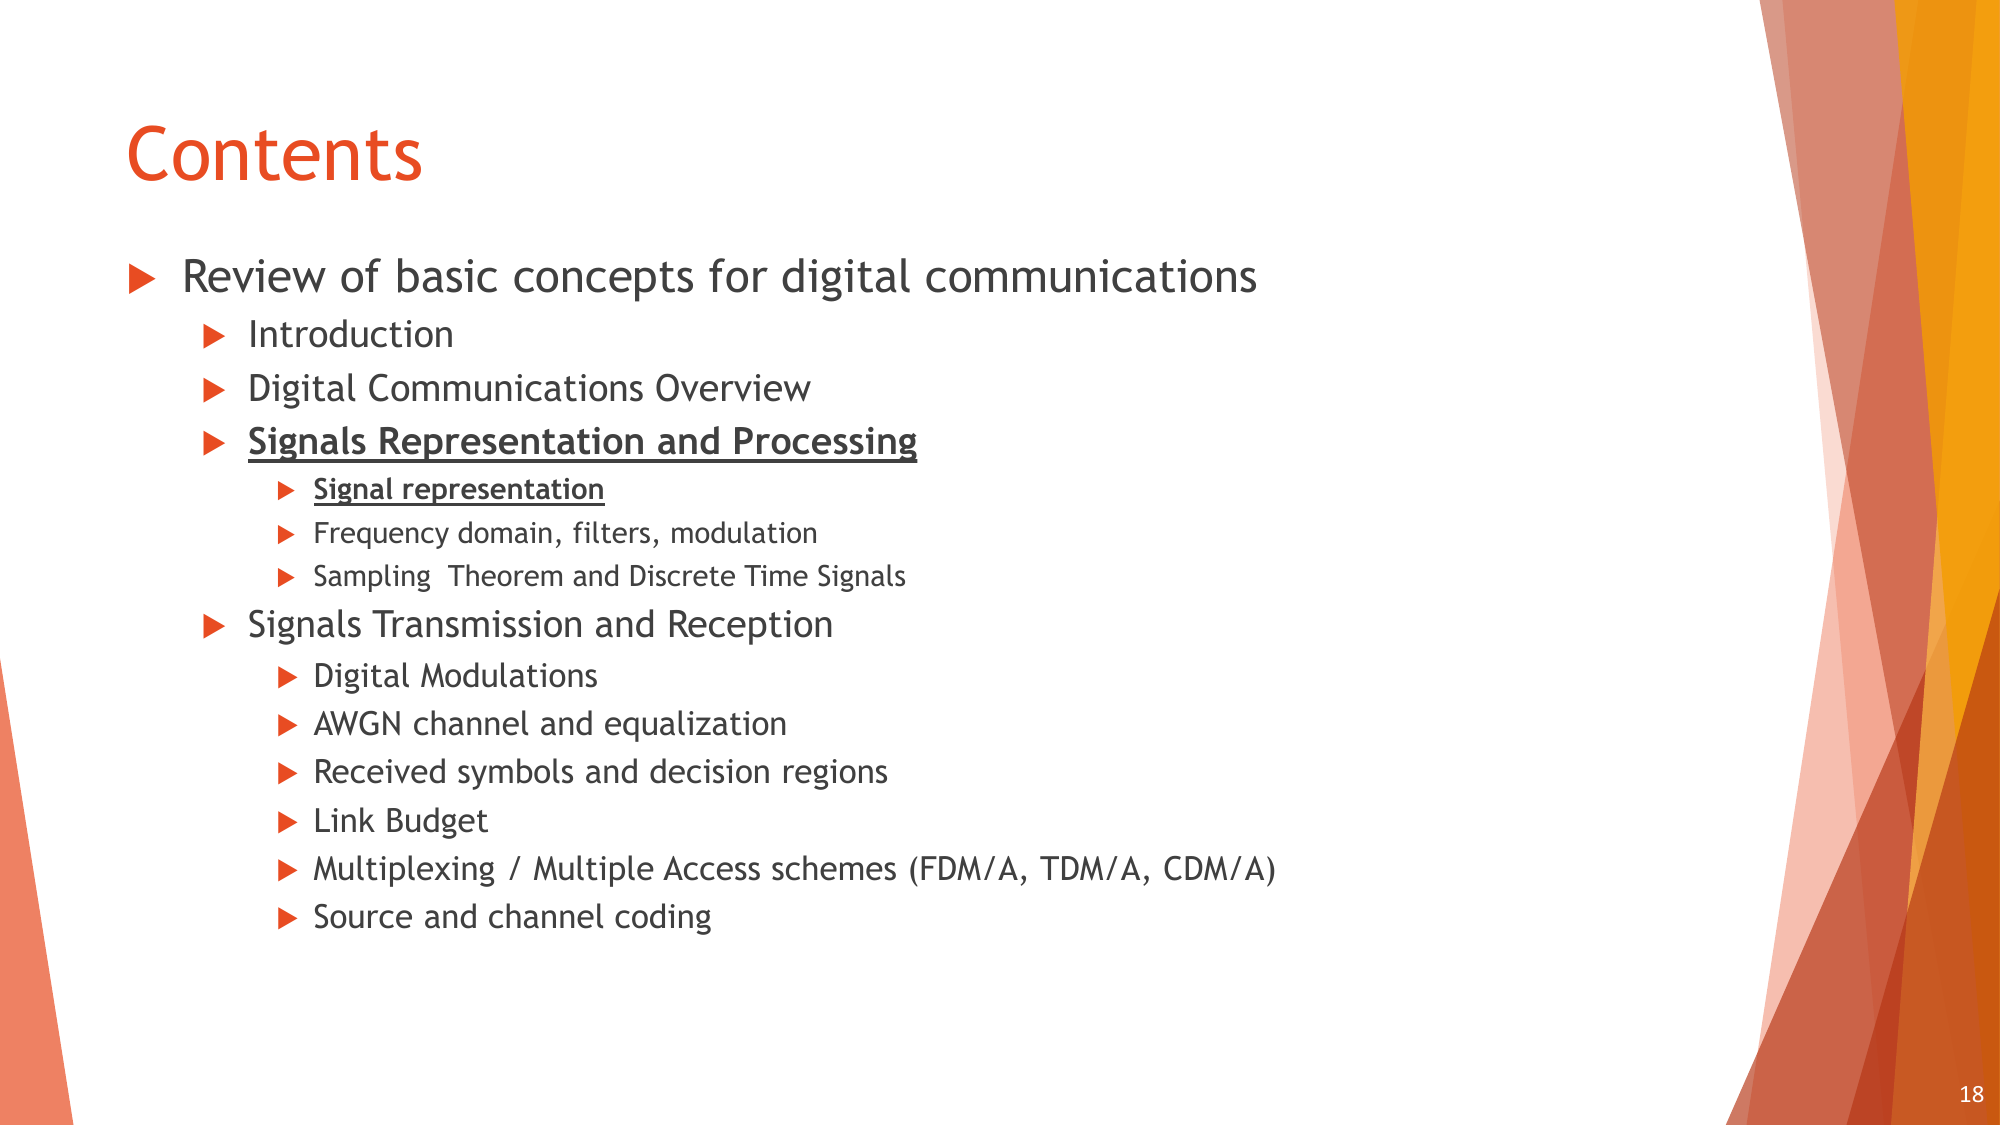 Contents
Review of basic concepts for digital communications
Introduction
Digital Communications Overview
Signals Representation and Processing
Signal representation
Frequency domain, filters, modulation
Sampling  Theorem and Discrete Time Signals
Signals Transmission and Reception
Digital Modulations
AWGN channel and equalization
Received symbols and decision regions
Link Budget
Multiplexing / Multiple Access schemes (FDM/A, TDM/A, CDM/A)
Source and channel coding
18